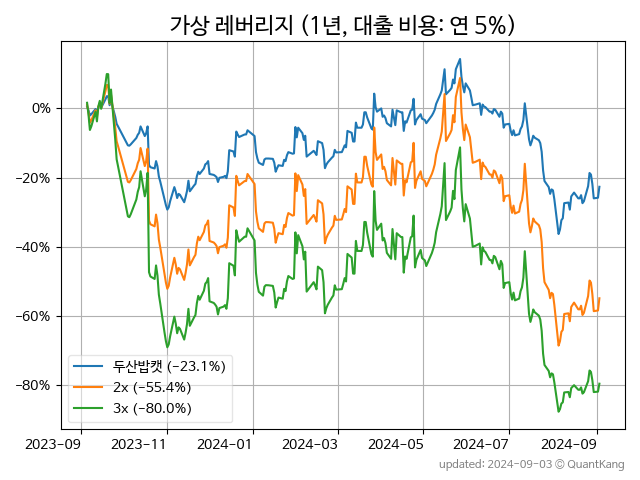 가상 레버리지 (1년, 대출 비용: 연 5%)
0%
−20%
−40%
−60%
−80%
두산밥캣 (−23.1%)
2x (−55.4%)
3x (−80.0%)
2023-09 2023-11 2024-01 2024-03 2024-05 2024-07 2024-09
updated: 2024-09-03 © QuantKang